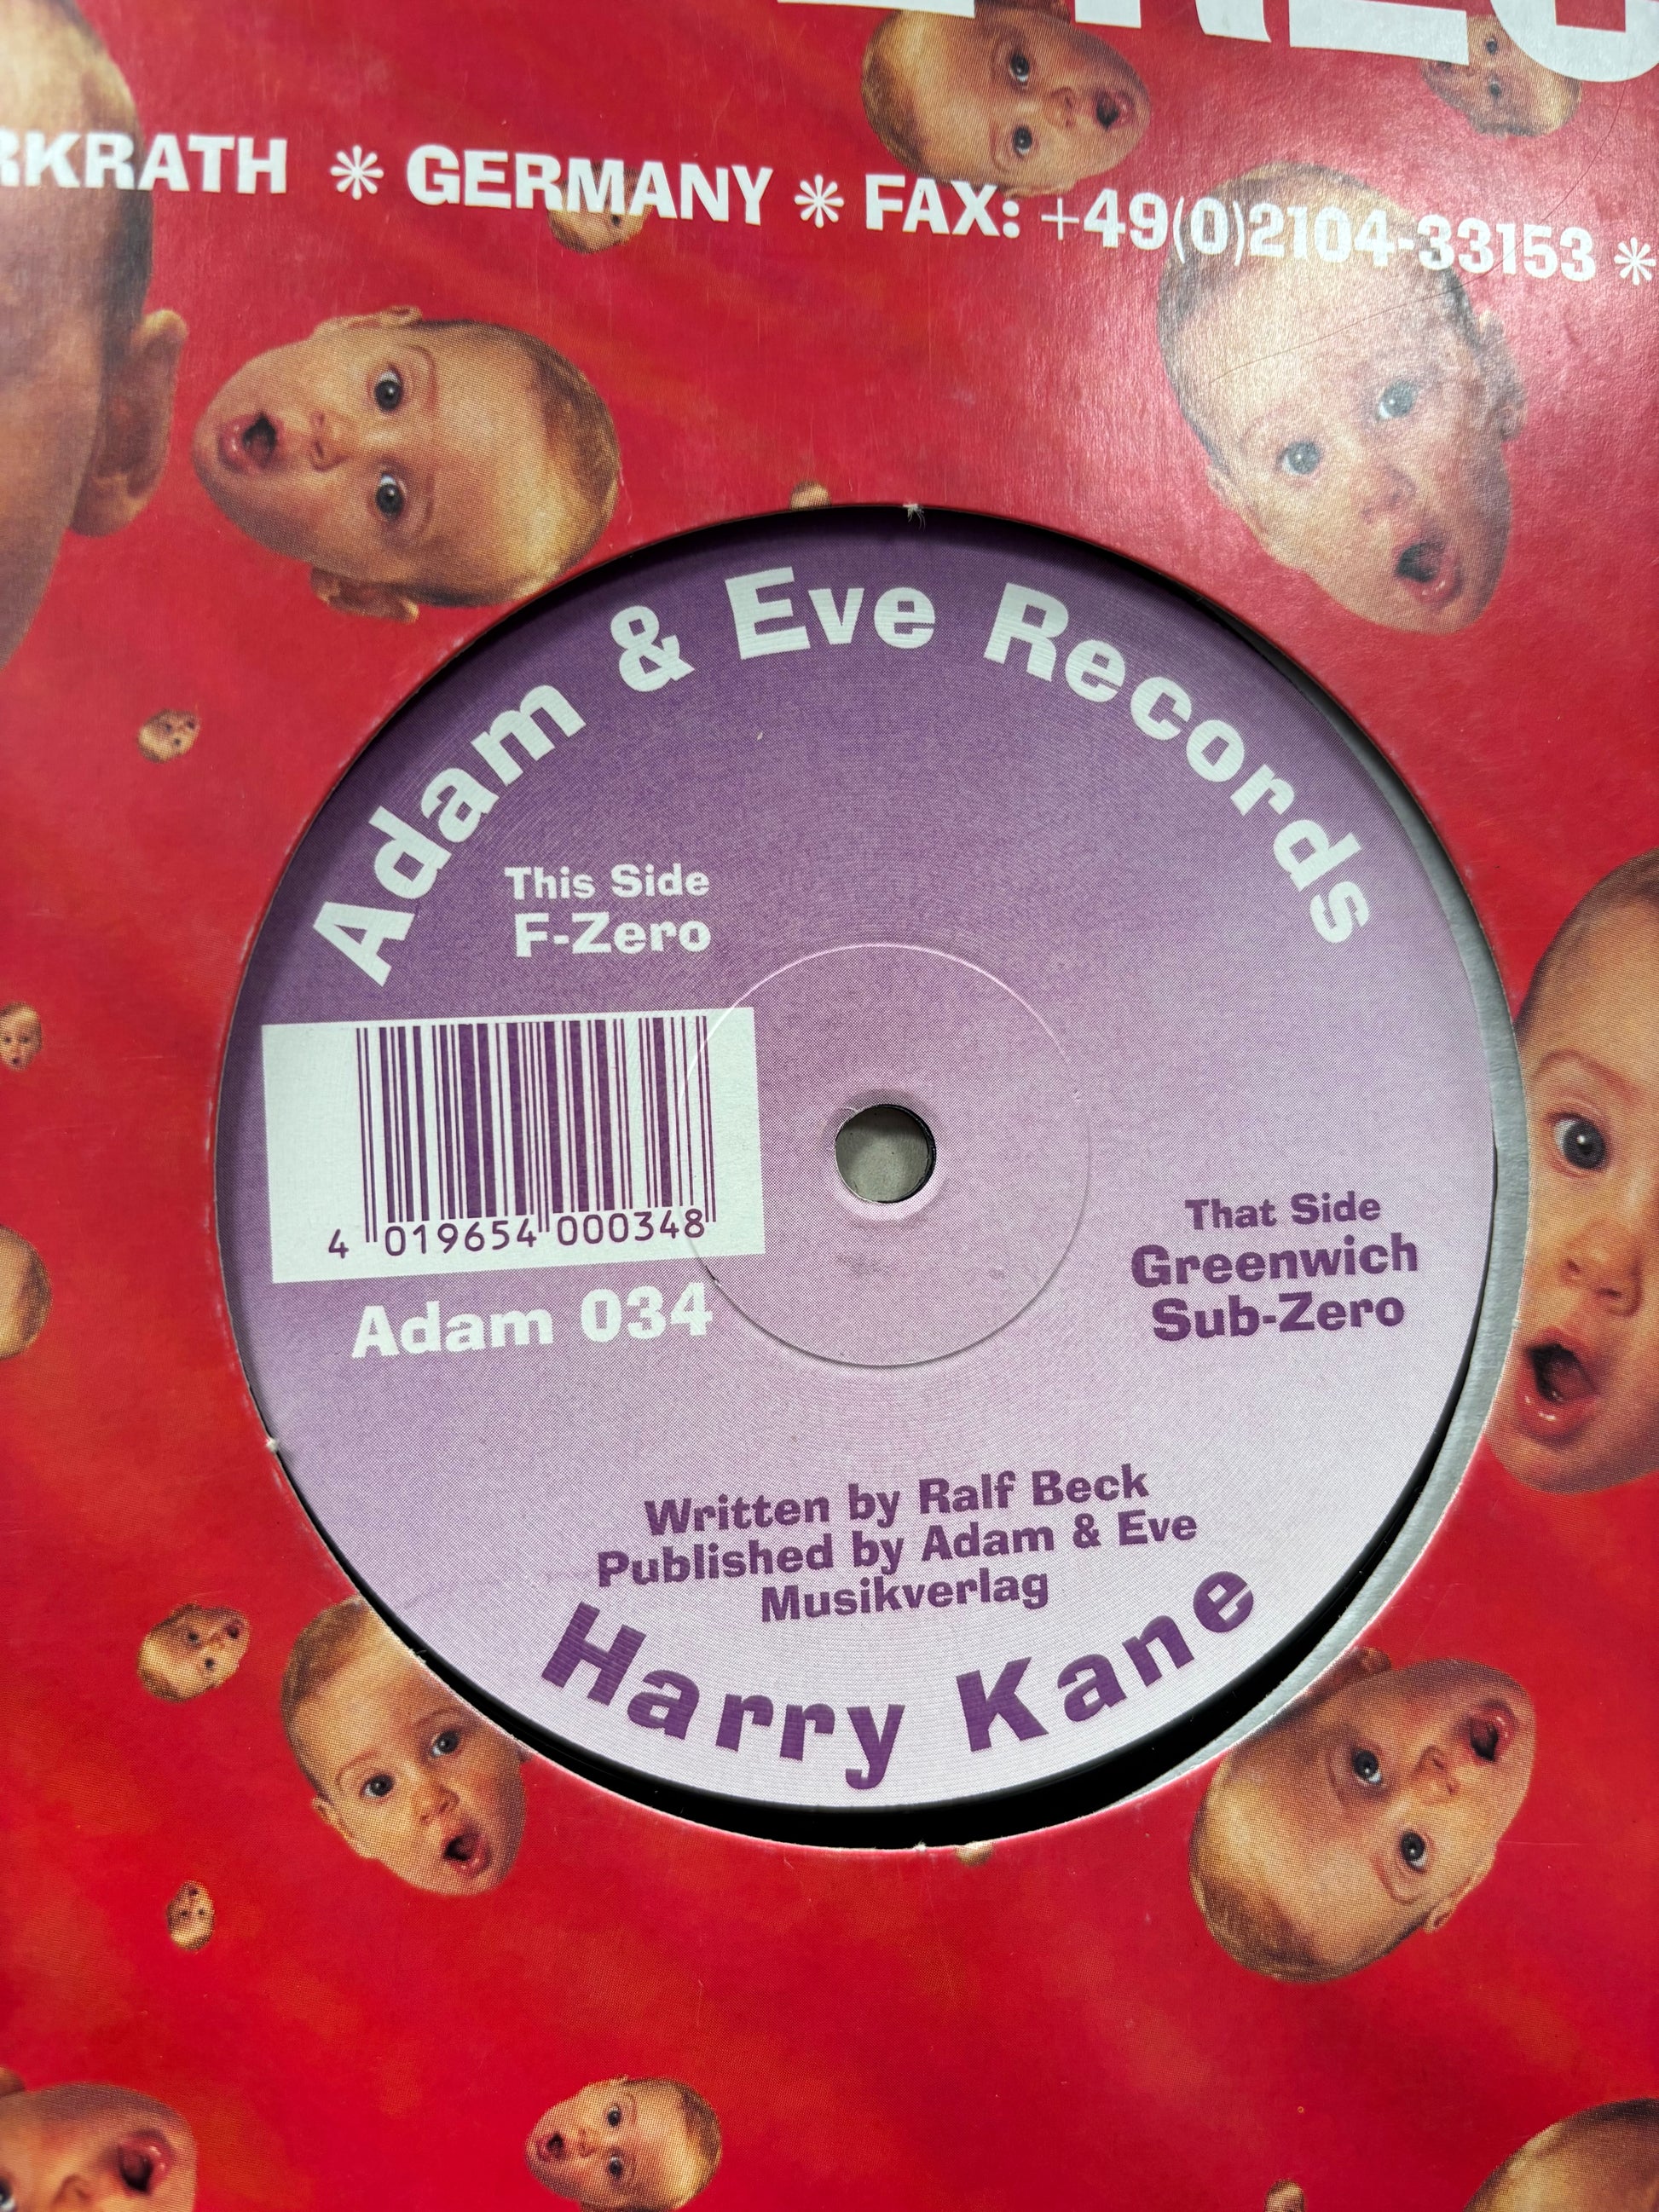 RKRATH * GERMANY * FAX: +49(0)2104-33153 *
Adam & Eve Records
This Side
F-Zero
4 019654 000348
Adam 034
That Side
Greenwich
Sub-Zero
Written by Ralf Beck
Published by Adam & Eve
Musikverlag
Harry Kane